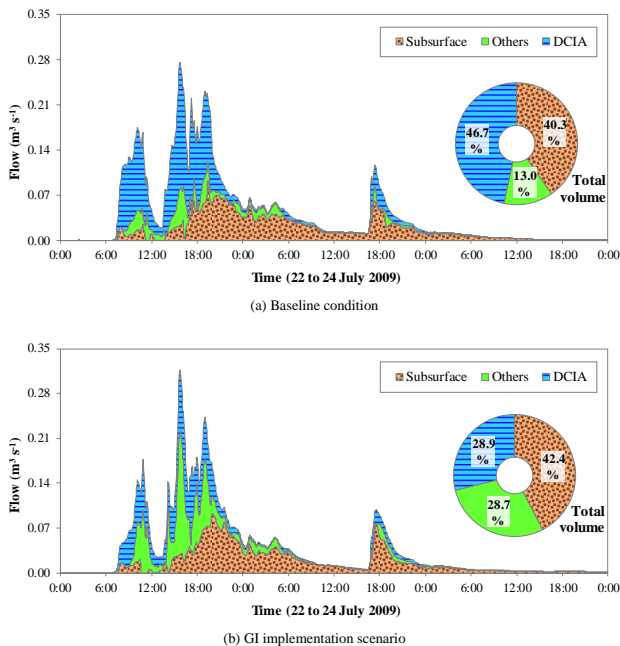 0.35
0.28
0.21
0.14
0.07
0.00
Flow (m³ s⁻¹)
Subsurface Others DCIA
46.7 %
40.3 %
13.0 %
Total volume
0:00 6:00 12:00 18:00 0:00 6:00 12:00 18:00 0:00 6:00 12:00 18:00 0:00
Time (22 to 24 July 2009)
(a) Baseline condition
0.35
0.28
0.21
0.14
0.07
0.00
Flow (m³ s⁻¹)
Subsurface Others DCIA
28.9 %
42.4 %
28.7 %
Total volume
0:00 6:00 12:00 18:00 0:00 6:00 12:00 18:00 0:00 6:00 12:00 18:00 0:00
Time (22 to 24 July 2009)
(b) GI implementation scenario